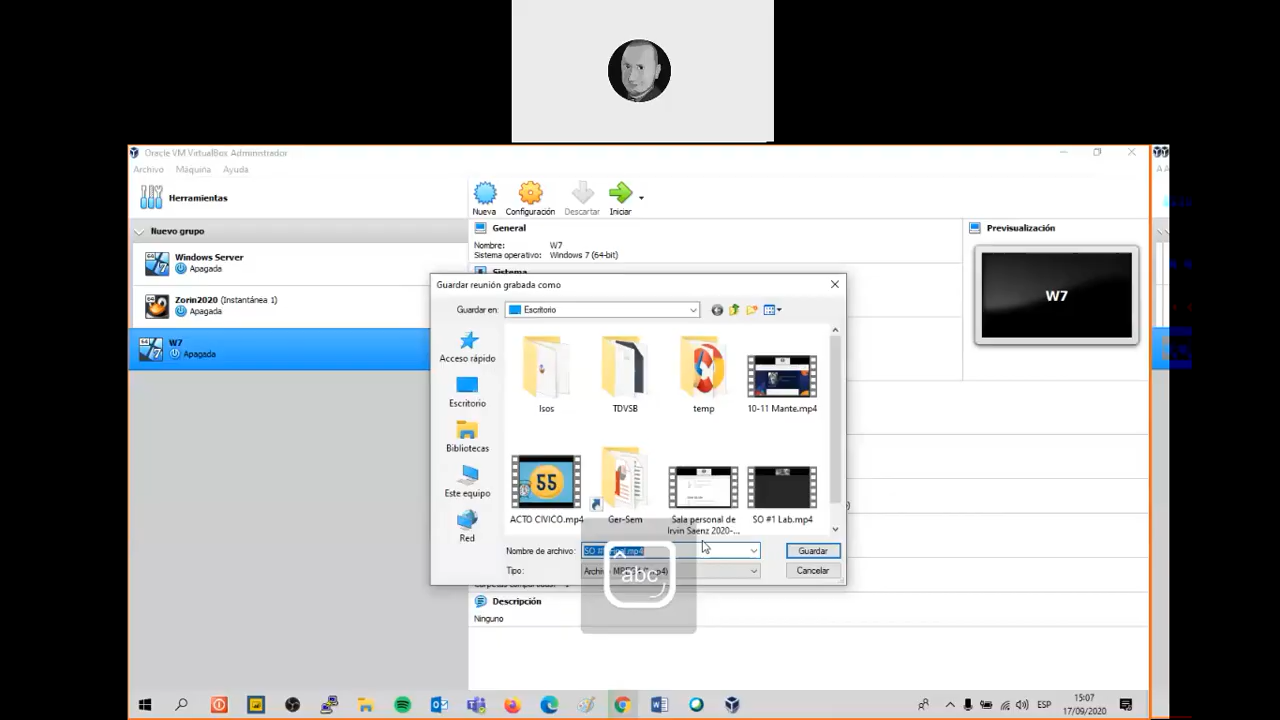 Oracle VM VirtualBox Administrador
Archivo Máquina Ayuda
Herramientas
Nueva Configuración Descartar Iniciar
Nuevo grupo
Windows Server
Apagada
Zorin2020 (Instantánea 1)
Apagada
W7
Apagada
General
Nombre: W7
Sistema operativo: Windows 7 (64-bit)
Sistema
Previsualización
W7
Guardar reunión grabada como
Guardar en: Escritorio
Acceso rápido
Escritorio
Bibliotecas
Este equipo
Red
Isos
TDVSB
temp
10-11 Mante.mp4
55
ACTO CIVICO.mp4
Ger-Sem
Sala personal de
Irvin Saenz 2020-...
SO #1 Lab.mp4
Nombre de archivo:
Guardar
Tipo:
Cancelar
abc
Descripción
Ninguno
ESP
15:07
17/09/2020